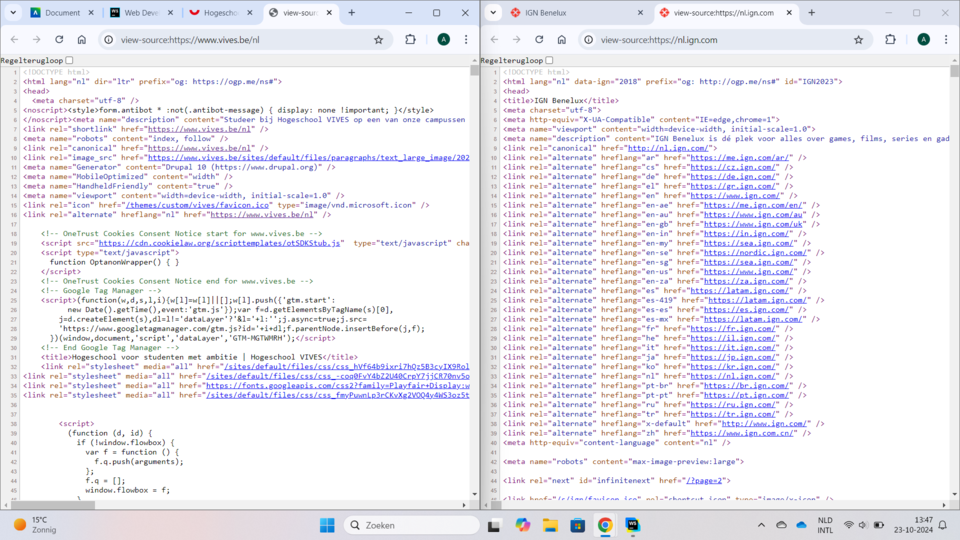 Document
Web Devel
Hogeschool
view-source:
view-source:https://www.vives.be/nl
A
Regelterugloop
1 <!DOCTYPE html>
2 <html lang="nl" dir="ltr" prefix="og: https://ogp.me/ns#">
3 <head>
4 <meta charset="utf-8" />
5 <noscript><style>form.antibot * :not(.antibot-message) { display: none !important; }</style>
6 </noscript><meta name="description" content="Studeer bij Hogeschool VIVES op een van onze campussen
7 <link rel="shortlink" href="https://www.vives.be/nl" />
8 <meta name="robots" content="index, follow" />
9 <link rel="canonical" href="https://www.vives.be/nl" />
10 <link rel="image_src" href="https://www.vives.be/sites/default/files/paragraphs/text_large_image/202
11 <meta name="Generator" content="Drupal 10 (https://www.drupal.org)" />
12 <meta name="MobileOptimized" content="width" />
13 <meta name="HandheldFriendly" content="true" />
14 <meta name="viewport" content="width=device-width, initial-scale=1.0" />
15 <link rel="icon" href="/themes/custom/vives/favicon.ico" type="image/vnd.microsoft.icon" />
16 <link rel="alternate" hreflang="nl" href="https://www.vives.be/nl" />
17
18 <!-- OneTrust Cookies Consent Notice start for www.vives.be -->
19 <script src="https://cdn.cookielaw.org/scripttemplates/otSDKStub.js" type="text/javascript" cha
20 <script type="text/javascript">
21 function OptanonWrapper() { }
22 </script>
23 <!-- OneTrust Cookies Consent Notice end for www.vives.be -->
24 <!-- Google Tag Manager -->
25 <script>(function(w,d,s,l,i){w[l]=w[l]||[];w[l].push({'gtm.start':
26 new Date().getTime(),event:'gtm.js'});var f=d.getElementsByTagName(s)[0],
27 j=d.createElement(s),dl=l!='dataLayer'?'&l='+l:'';j.async=true;j.src=
28 'https://www.googletagmanager.com/gtm.js?id='+i+dl;f.parentNode.insertBefore(j,f);
29 })(window,document,'script','dataLayer','GTM-MGTWMRH');</script>
30 <!-- End Google Tag Manager -->
31 <title>Hogeschool voor studenten met ambitie | Hogeschool VIVES</title>
32 <link rel="stylesheet" media="all" href="/sites/default/files/css/css_hVf64b9ixri7hQz5B3cyIX9Rol
33 <link rel="stylesheet" media="all" href="/sites/default/files/css/css_-coq0FvY4bZ2U40CrpY7jjCR70nv5o
34 <link rel="stylesheet" media="all" href="https://fonts.googleapis.com/css2?family=Playfair+Display:w
35 <link rel="stylesheet" media="all" href="/sites/default/files/css/css_fmyPuwnLp3rCKvXg2VOQ4v4WS3oz5t
36
37
38 <script>
39 (function (d, id) {
40 if (!window.flowbox) {
41 var f = function () {
42 f.q.push(arguments);
43 };
44 f.q = [];
45 window.flowbox = f;
IGN Benelux
view-source:https://nl.ign.com
view-source:https://nl.ign.com
A
Regelterugloop
1 <!DOCTYPE html>
2 <html lang="nl" data-ign="2018" prefix="og: http://ogp.me/ns#" id="IGN2023">
3 <head>
4 <title>IGN Benelux</title>
5 <meta charset="utf-8">
6 <meta http-equiv="X-UA-Compatible" content="IE=edge,chrome=1">
7 <meta name="viewport" content="width=device-width, initial-scale=1.0">
8 <meta name="description" content="IGN Benelux is dé plek voor alles over games, films, series en gad
9 <link rel="canonical" href="http://nl.ign.com/">
10 <link rel="alternate" hreflang="ar" href="https://me.ign.com/ar/" />
11 <link rel="alternate" hreflang="cs" href="https://cz.ign.com/" />
12 <link rel="alternate" hreflang="de" href="https://de.ign.com/" />
13 <link rel="alternate" hreflang="el" href="https://gr.ign.com/" />
14 <link rel="alternate" hreflang="en" href="https://www.ign.com/" />
15 <link rel="alternate" hreflang="en-ae" href="https://me.ign.com/en/" />
16 <link rel="alternate" hreflang="en-au" href="https://www.ign.com/au" />
17 <link rel="alternate" hreflang="en-gb" href="https://www.ign.com/uk" />
18 <link rel="alternate" hreflang="en-in" href="https://in.ign.com/" />
19 <link rel="alternate" hreflang="en-my" href="https://sea.ign.com/" />
20 <link rel="alternate" hreflang="en-se" href="https://nordic.ign.com/" />
21 <link rel="alternate" hreflang="en-sg" href="https://sea.ign.com/" />
22 <link rel="alternate" hreflang="en-us" href="https://www.ign.com/" />
23 <link rel="alternate" hreflang="en-za" href="https://za.ign.com/" />
24 <link rel="alternate" hreflang="es" href="https://latam.ign.com/" />
25 <link rel="alternate" hreflang="es-419" href="https://latam.ign.com/" />
26 <link rel="alternate" hreflang="es-es" href="https://es.ign.com/" />
27 <link rel="alternate" hreflang="es-mx" href="https://latam.ign.com/" />
28 <link rel="alternate" hreflang="fr" href="https://fr.ign.com/" />
29 <link rel="alternate" hreflang="he" href="https://il.ign.com/" />
30 <link rel="alternate" hreflang="it" href="https://it.ign.com/" />
31 <link rel="alternate" hreflang="ja" href="https://jp.ign.com/" />
32 <link rel="alternate" hreflang="ko" href="https://kr.ign.com/" />
33 <link rel="alternate" hreflang="nl" href="https://nl.ign.com/" />
34 <link rel="alternate" hreflang="pt-br" href="https://br.ign.com/" />
35 <link rel="alternate" hreflang="pt-pt" href="https://pt.ign.com/" />
36 <link rel="alternate" hreflang="ru" href="https://ru.ign.com/" />
37 <link rel="alternate" hreflang="tr" href="https://tr.ign.com/" />
38 <link rel="alternate" hreflang="x-default" href="http://www.ign.com/" />
39 <link rel="alternate" hreflang="zh" href="https://www.ign.com.cn/" />
40 <meta http-equiv="content-language" content="nl" />
41
42 <meta name="robots" content="max-image-preview:large">
43
44 <link rel="next" id="infinitenext" href="/?page=2">
45
46 <link href="/s/ign/favicon.ico" rel="shortcut icon" type="image/x-icon" />
15°C
Zonnig
Zoeken
NLD
INTL
13:47
23-10-2024